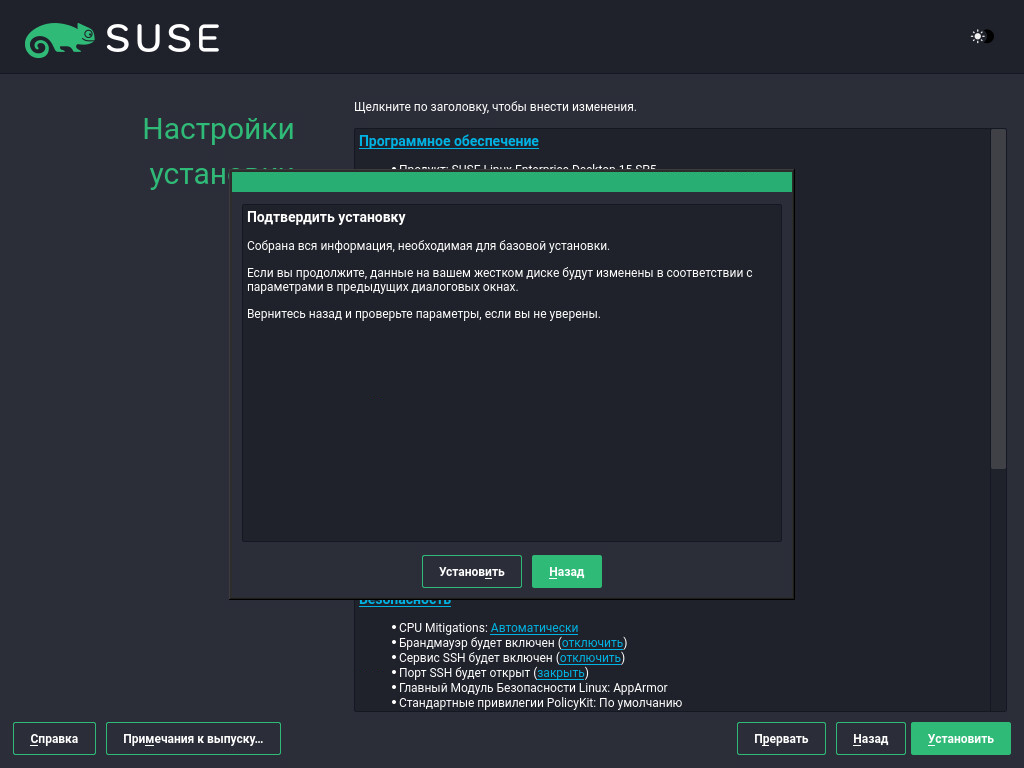 SUSE
Настройки
Щелкните по заголовку, чтобы внести изменения.
Программное обеспечение
• Продукт: SUSE Linux Enterprise Desktop 15 SP5
Подтвердить установку
Собрана вся информация, необходимая для базовой установки.
Если вы продолжите, данные на вашем жестком диске будут изменены в соответствии с
параметрами в предыдущих диалоговых окнах.
Вернитесь назад и проверьте параметры, если вы не уверены.
Установить
Назад
Безопасность
• CPU Mitigations: Автоматически
• Брандмауэр будет включен (отключить)
• Сервис SSH будет включен (отключить)
• Порт SSH будет открыт (закрыть)
• Главный Модуль Безопасности Linux: AppArmor
• Стандартные привилегии PolicyKit: По умолчанию
Справка
Примечания к выпуску...
Прервать
Назад
Установить